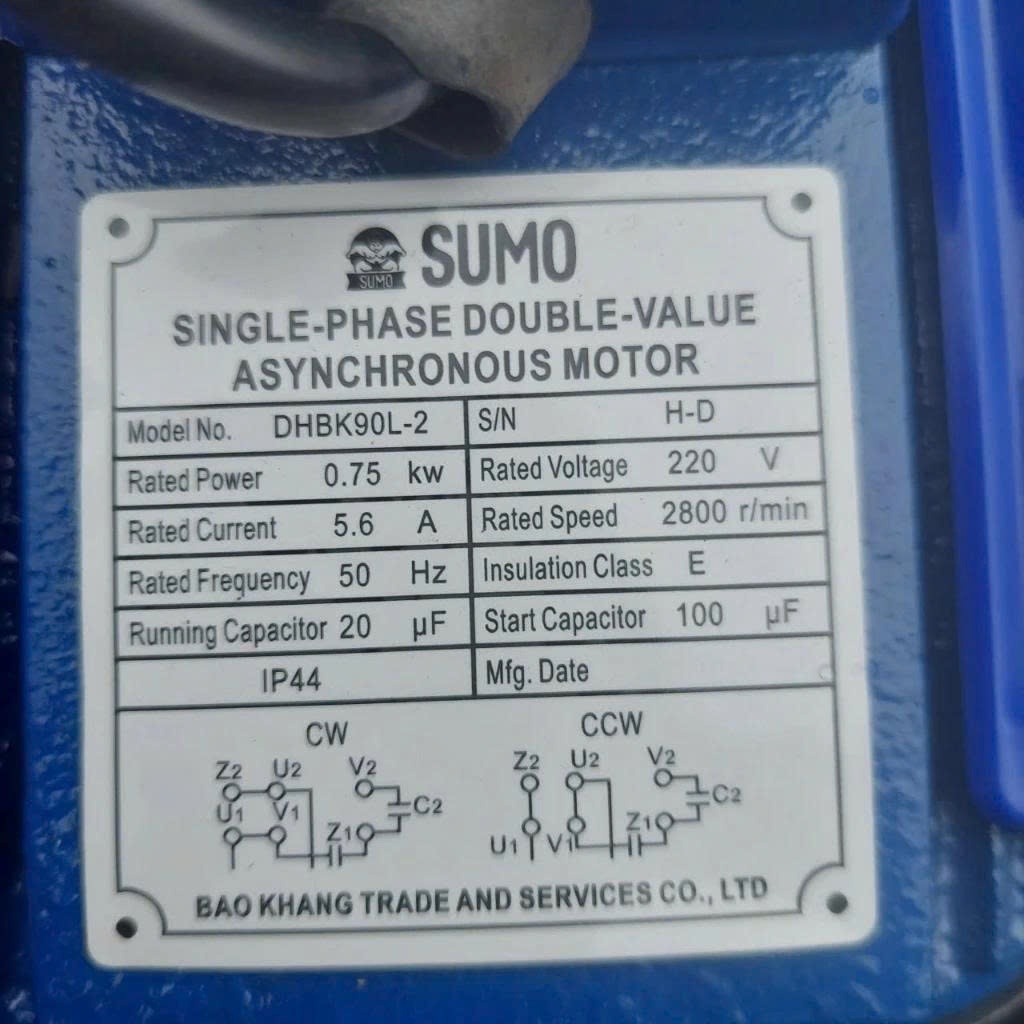 SUMO
SUMO
SINGLE-PHASE DOUBLE-VALUE
ASYNCHRONOUS MOTOR
Model No. DHBK90L-2 S/N H-D
Rated Power 0.75 kw Rated Voltage 220 V
Rated Current 5.6 A Rated Speed 2800 r/min
Rated Freguency 50 Hz Insulation Class E
Running Capacitor 20 µF Start Capacitor 100 µF
IP44 Mfg. Date
CW CCW
Z2 U2 V2 Z2 U2 V2
C2 C2
U1 V1 Z1 U1 V1 Z1
BAO KHANG TRADE AND SERVICES CO., LTD